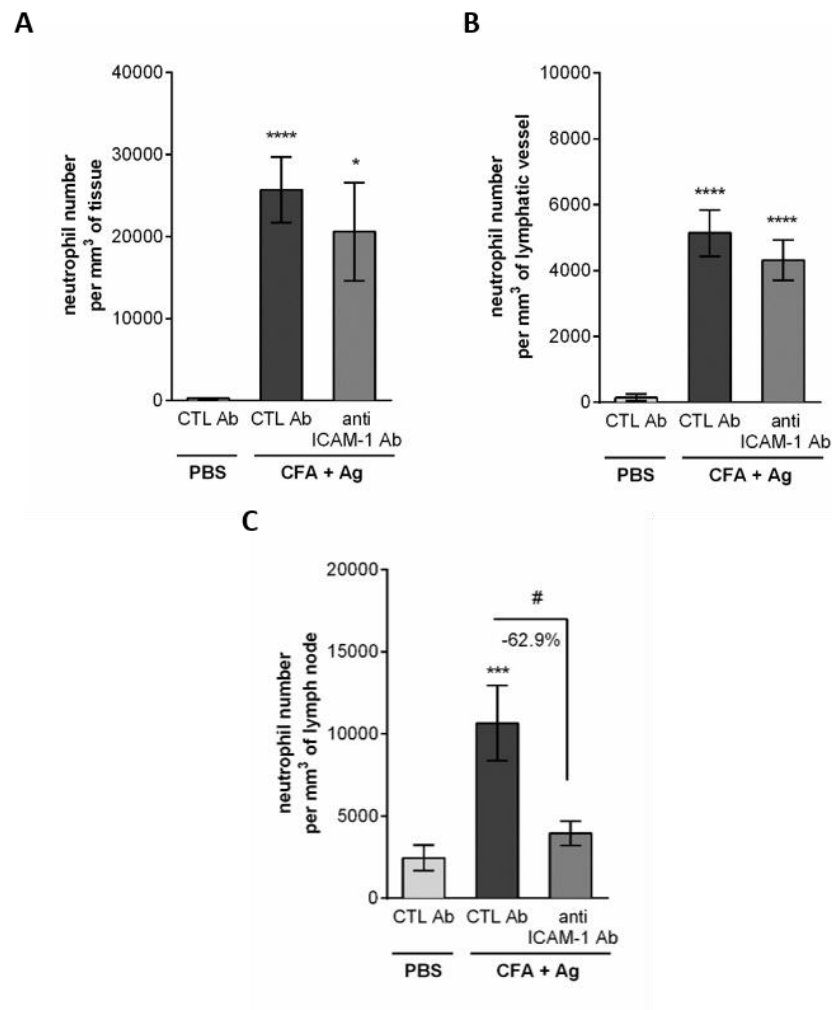 A
neutrophil number
per mm³ of tissue
40000
30000
20000
10000
0
****
*
CTL Ab
CTL Ab
anti
ICAM-1 Ab
PBS
CFA + Ag
B
neutrophil number
per mm³ of lymphatic vessel
10000
8000
6000
4000
2000
0
****
****
CTL Ab
CTL Ab
anti
ICAM-1 Ab
PBS
CFA + Ag
C
neutrophil number
per mm³ of lymph node
20000
15000
10000
5000
0
#
-62.9%
***
CTL Ab
CTL Ab
anti
ICAM-1 Ab
PBS
CFA + Ag